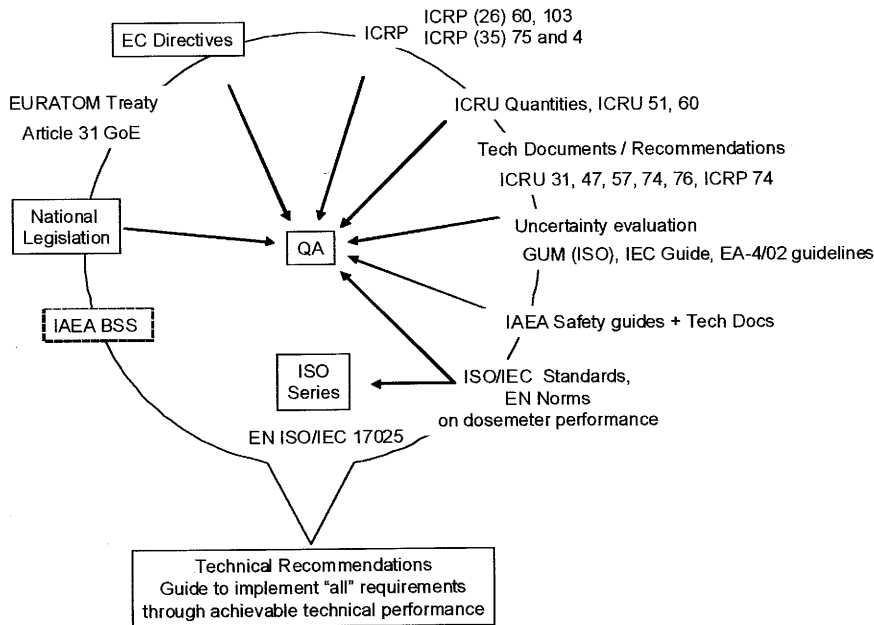 ICRP (26) 60, 103
EC Directives
ICRP
ICRP (35) 75 and 4
EURATOM Treaty
Article 31 GoE
ICRU Quantities, ICRU 51, 60
Tech Documents / Recommendations
ICRU 31, 47, 57, 74, 76, ICRP 74
National
Legislation
Uncertainty evaluation
QA
GUM (ISO), IEC Guide, EA-4/02 guidelines
IAEA BSS
IAEA Safety guides + Tech Docs
ISO
Series
ISO/IEC Standards,
EN Norms
on dosemeter performance
EN ISO/IEC 17025
Technical Recommendations
Guide to implement “all” requirements
through achievable technical performance